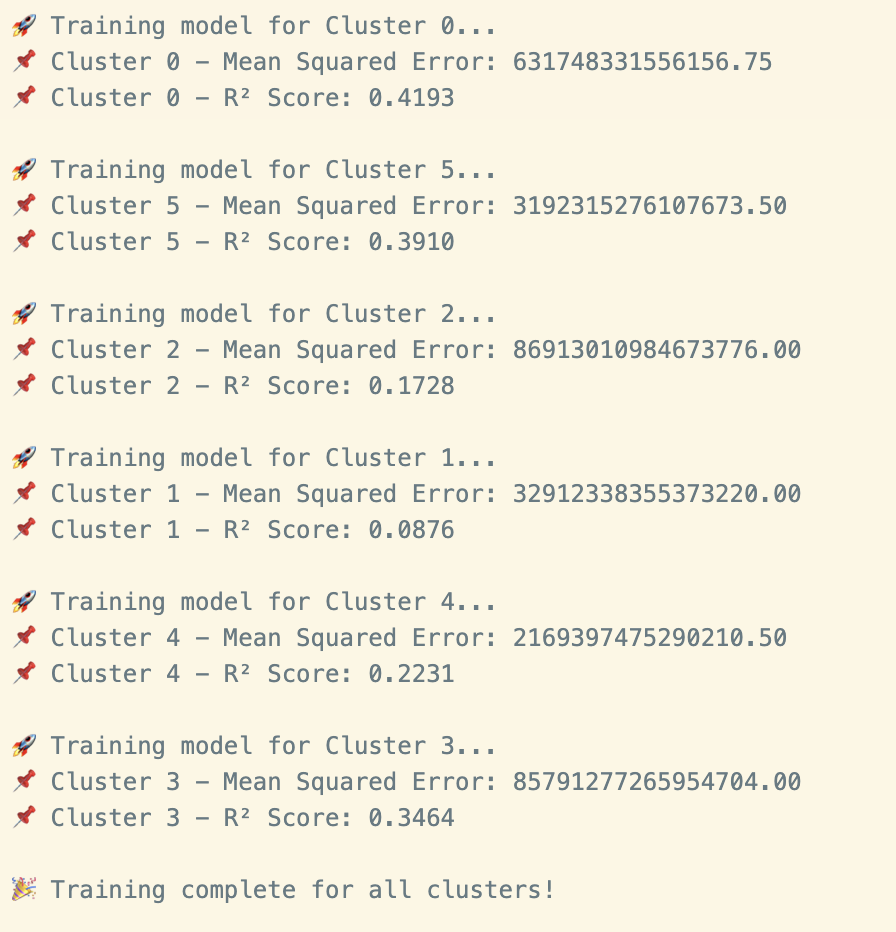 🚀 Training model for Cluster 0...
📌 Cluster 0 - Mean Squared Error: 631748331556156.75
📌 Cluster 0 - R² Score: 0.4193
🚀 Training model for Cluster 5...
📌 Cluster 5 - Mean Squared Error: 3192315276107673.50
📌 Cluster 5 - R² Score: 0.3910
🚀 Training model for Cluster 2...
📌 Cluster 2 - Mean Squared Error: 86913010984673776.00
📌 Cluster 2 - R² Score: 0.1728
🚀 Training model for Cluster 1...
📌 Cluster 1 - Mean Squared Error: 32912338355373220.00
📌 Cluster 1 - R² Score: 0.0876
🚀 Training model for Cluster 4...
📌 Cluster 4 - Mean Squared Error: 2169397475290210.50
📌 Cluster 4 - R² Score: 0.2231
🚀 Training model for Cluster 3...
📌 Cluster 3 - Mean Squared Error: 85791277265954704.00
📌 Cluster 3 - R² Score: 0.3464
🎉 Training complete for all clusters!